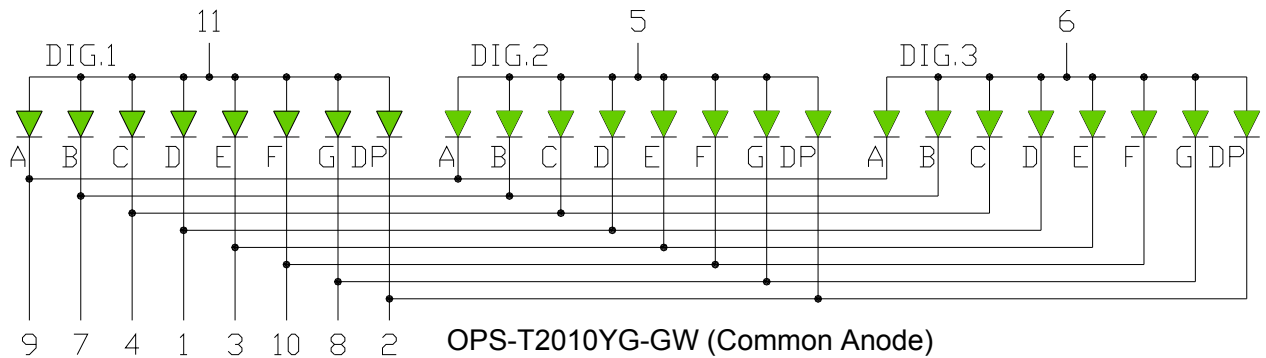 11 5 6
DIG.1 DIG.2 DIG.3
A B C D E F G DP A B C D E F G DP A B C D E F G DP
9 7 4 1 3 10 8 2 OPS-T2010YG-GW (Common Anode)